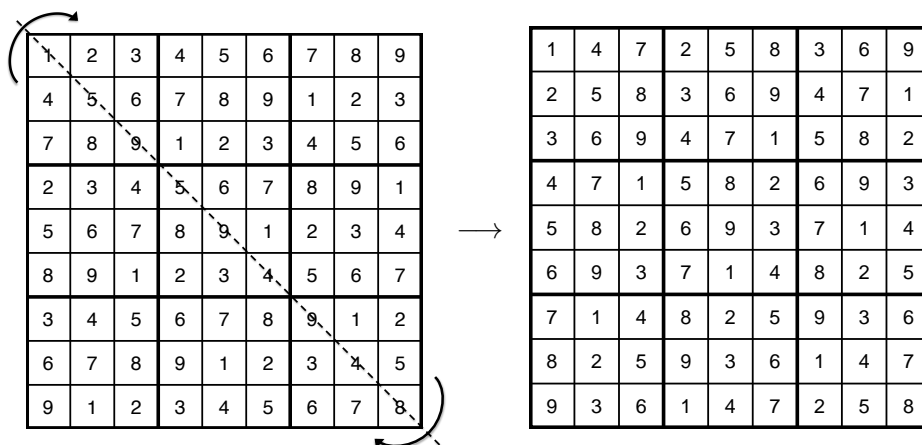 1 2 3 4 5 6 7 8 9
4 5 6 7 8 9 1 2 3
7 8 9 1 2 3 4 5 6
2 3 4 5 6 7 8 9 1
5 6 7 8 9 1 2 3 4
8 9 1 2 3 4 5 6 7
3 4 5 6 7 8 9 1 2
6 7 8 9 1 2 3 4 5
9 1 2 3 4 5 6 7 8
→
1 4 7 2 5 8 3 6 9
2 5 8 3 6 9 4 7 1
3 6 9 4 7 1 5 8 2
4 7 1 5 8 2 6 9 3
5 8 2 6 9 3 7 1 4
6 9 3 7 1 4 8 2 5
7 1 4 8 2 5 9 3 6
8 2 5 9 3 6 1 4 7
9 3 6 1 4 7 2 5 8